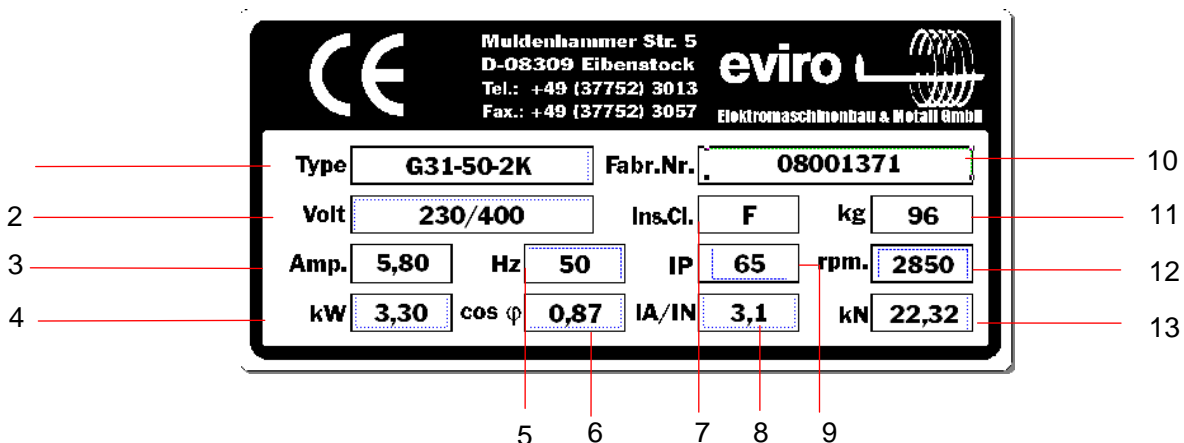 CE
Muldenhammer Str. 5
D-08309 Eibenstock
Tel.: +49 (37752) 3013
Fax.: +49 (37752) 3057
eviro
Elektromaschinenbau & Metall GmbH
Type G31-50-2K Fabr.Nr. 08001371 10
2 Volt 230/400 Ins.Cl. F kg 96 11
3 Amp. 5,80 Hz 50 IP 65 rpm. 2850 12
4 kW 3,30 cos φ 0,87 IA/IN 3,1 kN 22,32 13
5 6 7 8 9